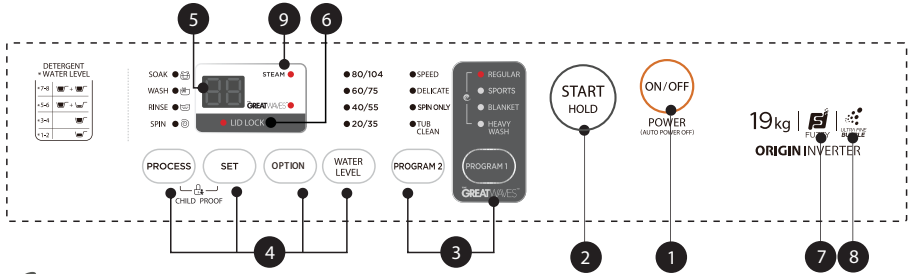 5
9
6
DETERGENT
* WATER LEVEL
*7-8 +
*5-6 +
*3-4
*1-2
SOAK
WASH
RINSE
SPIN
88
STEAM
GREATWAVES
LID LOCK
80/104
60/75
40/55
20/35
SPEED
DELICATE
SPIN ONLY
TUB
CLEAN
REGULAR
SPORTS
BLANKET
HEAVY
WASH
PROCESS
SET
OPTION
WATER
LEVEL
PROGRAM 2
PROGRAM 1
CHILD PROOF
GREATWAVES™
START
HOLD
ON/OFF
POWER
(AUTO POWER OFF)
19kg
FUZZY
ULTRA FINE
BUBBLE
ORIGIN INVERTER
4
3
2
1
7
8